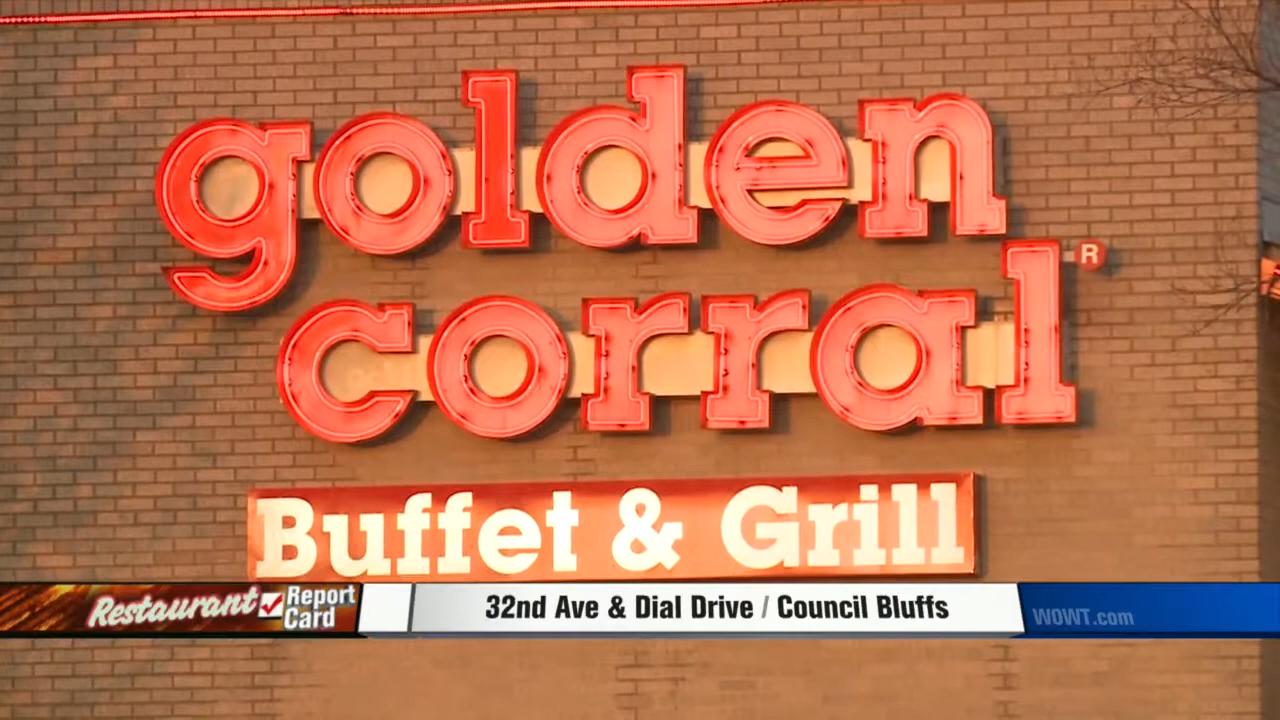 golden
corral
R
Buffet & Grill
Restaurant Report Card
32nd Ave & Dial Drive / Council Bluffs
WOWT.com